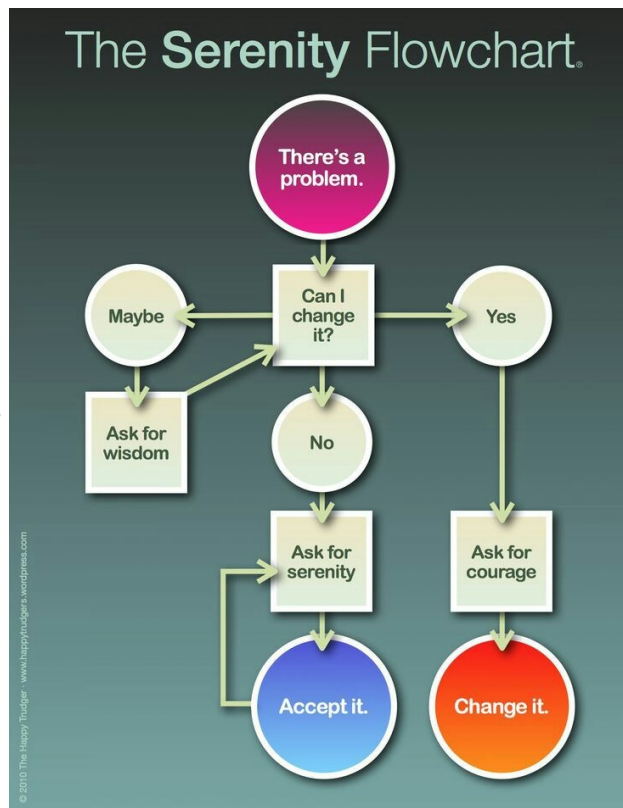 The Serenity Flowchart®
There's a
problem.
Can I
change
it?
Maybe
Yes
Ask for
wisdom
No
Ask for
serenity
Ask for
courage
Accept it.
Change it.
© 2010 The Happy Trudger - www.happytrudgers.wordpress.com